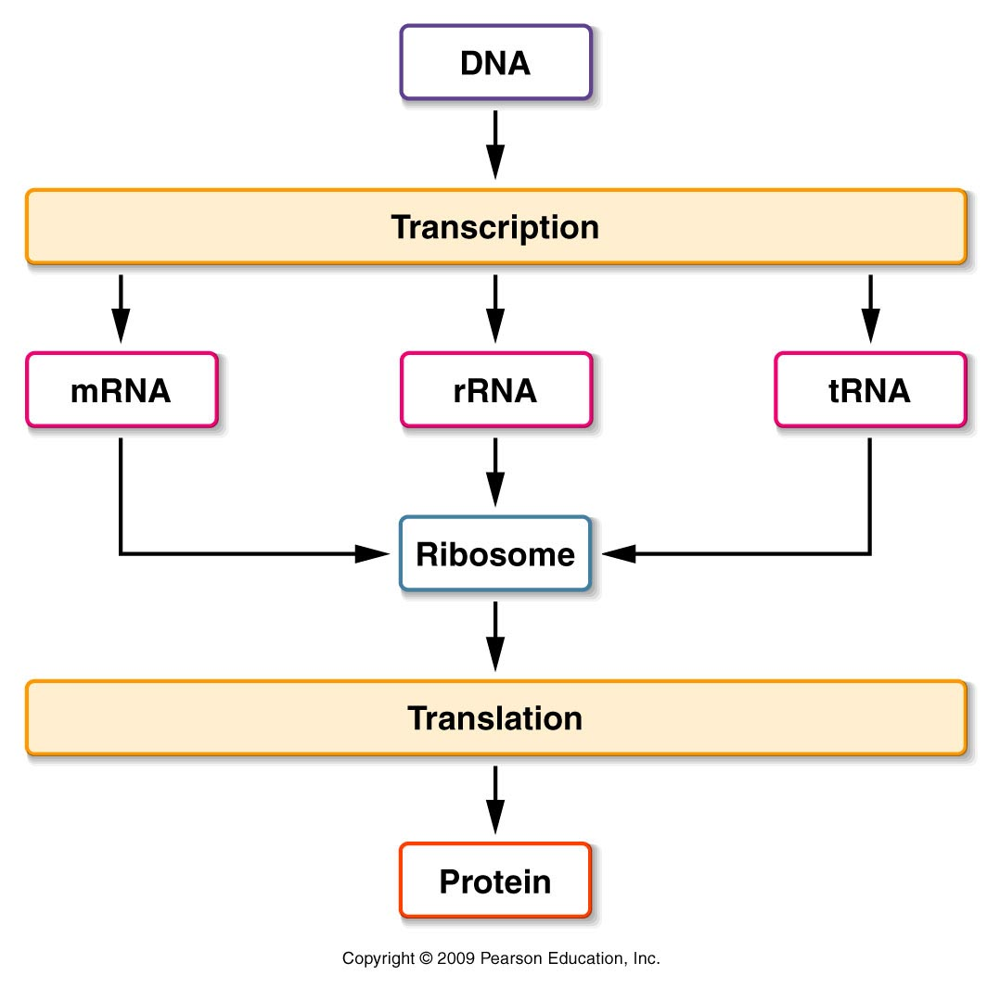 DNA
Transcription
mRNA
rRNA
tRNA
Ribosome
Translation
Protein
Copyright © 2009 Pearson Education, Inc.